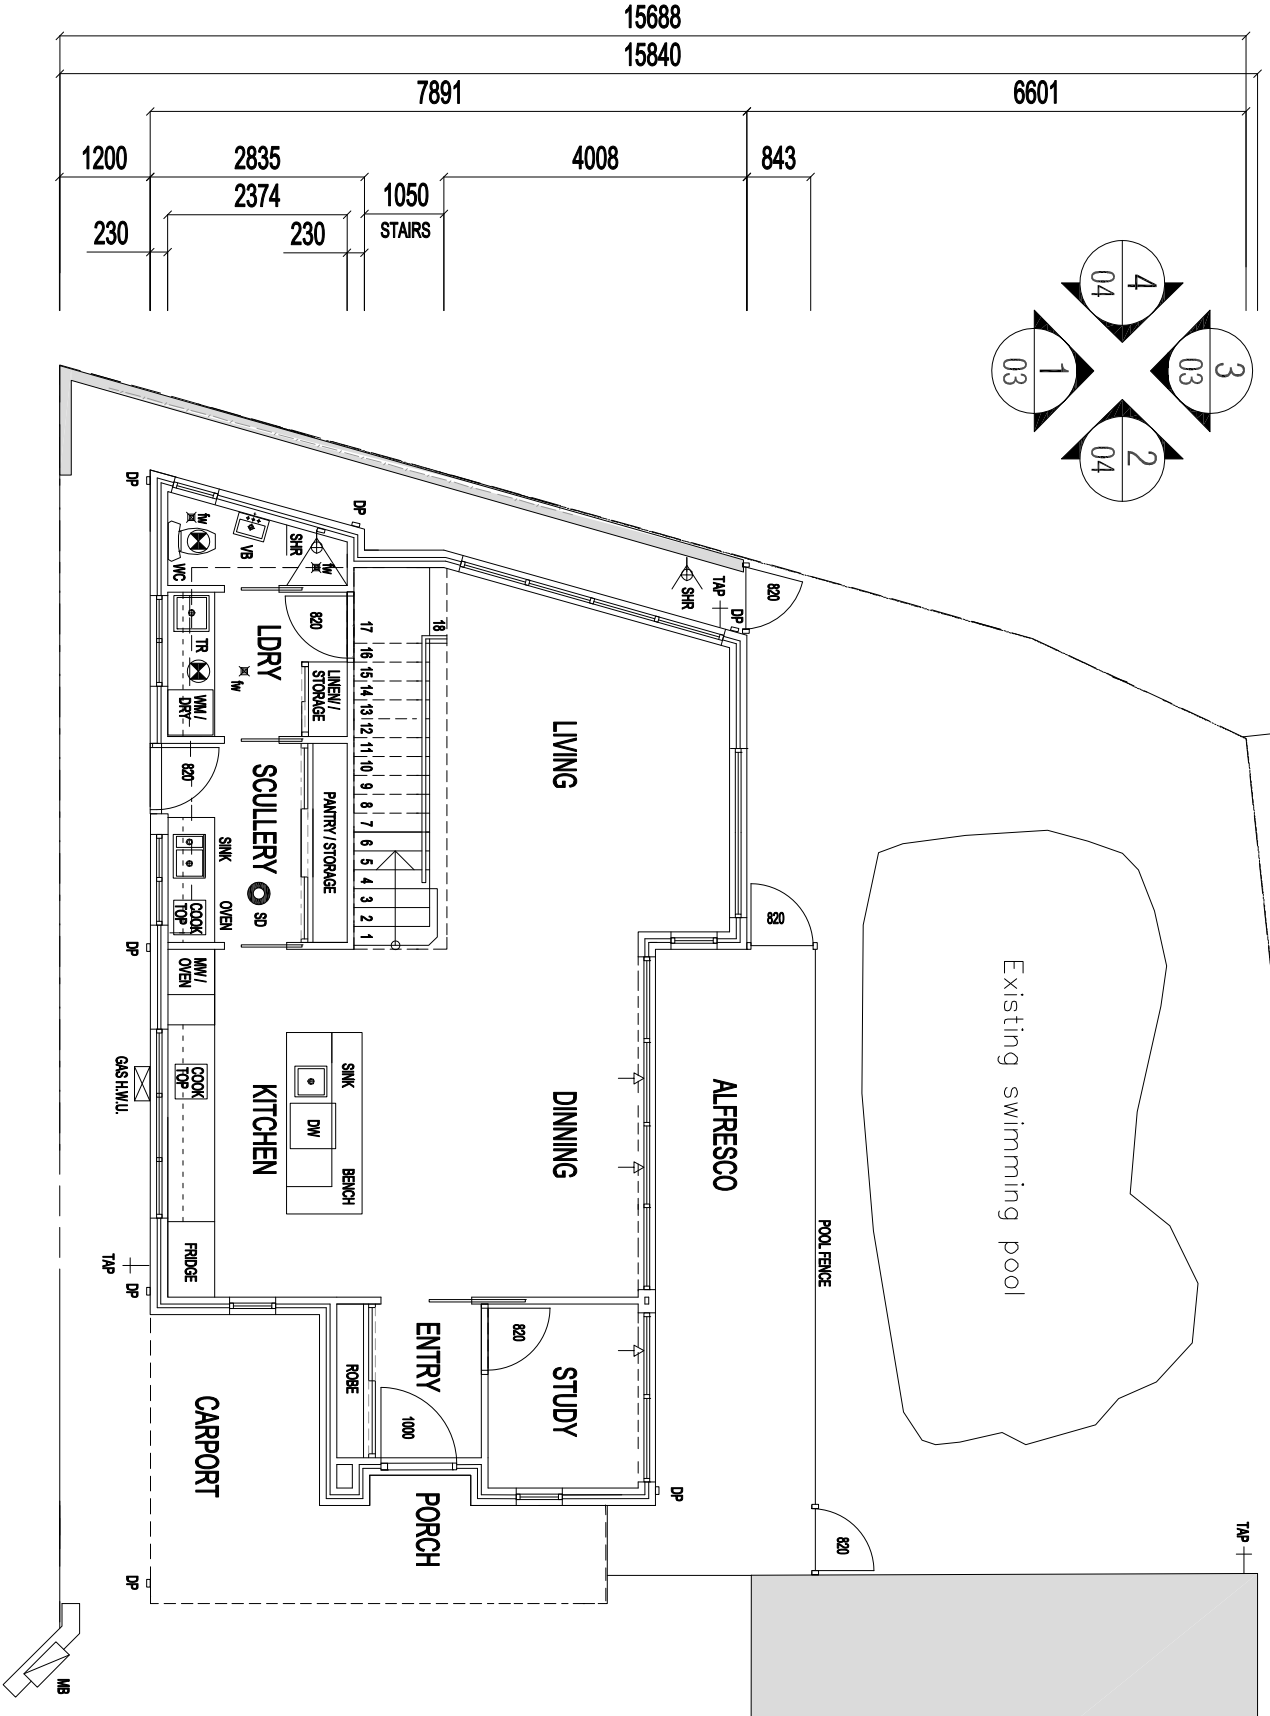 15688
15840
7891
6601
1200
2835
4008
843
2374
1050
STAIRS
230
230
4
04
3
03
1
03
2
04
DP
DP
fw
VB
SHR
fw
WC
SHR
TAP
DP
820
820
LDRY
TR
fw
WM /
DRY
LINEN/
STORAGE
18
17
16
15
14
13
12
11
10
9
8
7
6
5
4
3
2
1
LIVING
820
SCULLERY
PANTRY / STORAGE
SINK
OVEN
COOK
TOP
SD
DP
820
MW /
OVEN
GAS H.W.U.
COOK
TOP
KITCHEN
SINK
DW
BENCH
DINNING
ALFRESCO
Existing swimming pool
POOL FENCE
FRIDGE
TAP
DP
ENTRY
820
STUDY
ROBE
1000
CARPORT
PORCH
DP
820
TAP
DP
MB